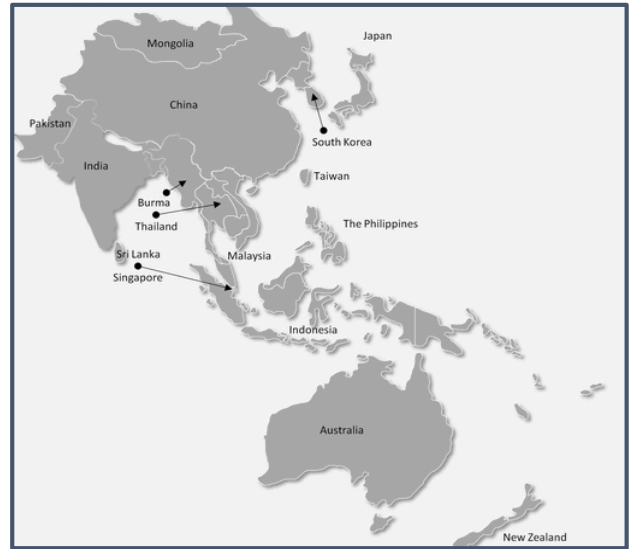 Japan
Mongolia
China
Pakistan
South Korea
India
Taiwan
Burma
The Philippines
Thailand
Sri Lanka
Malaysia
Singapore
Indonesia
Australia
New Zealand